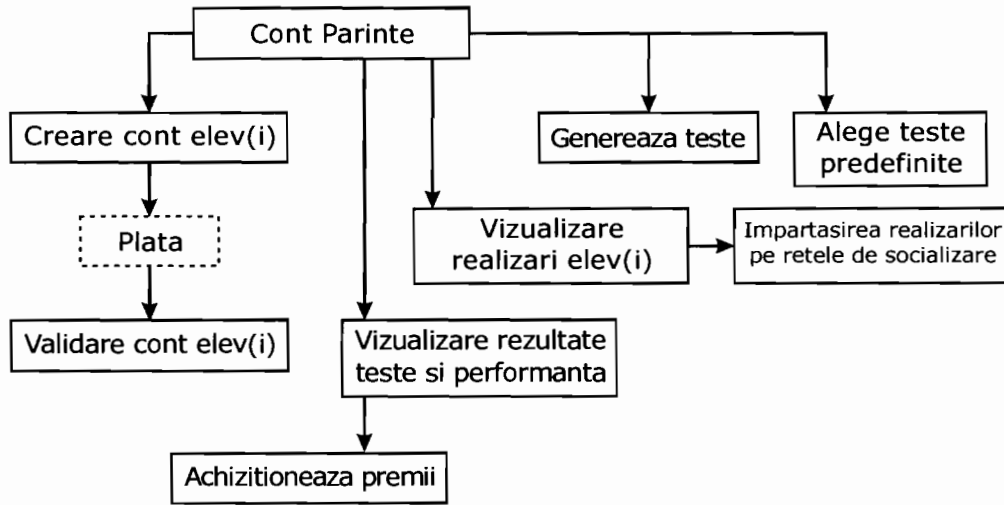 Cont Parinte
Creare cont elev(i)
Genereaza teste
Alege teste
predefinite
Plata
Vizualizare
realizari elev(i)
Impartasirea realizarilor
pe retele de socializare
Validare cont elev(i)
Vizualizare rezultate
teste si performanta
Achizitioneaza premii